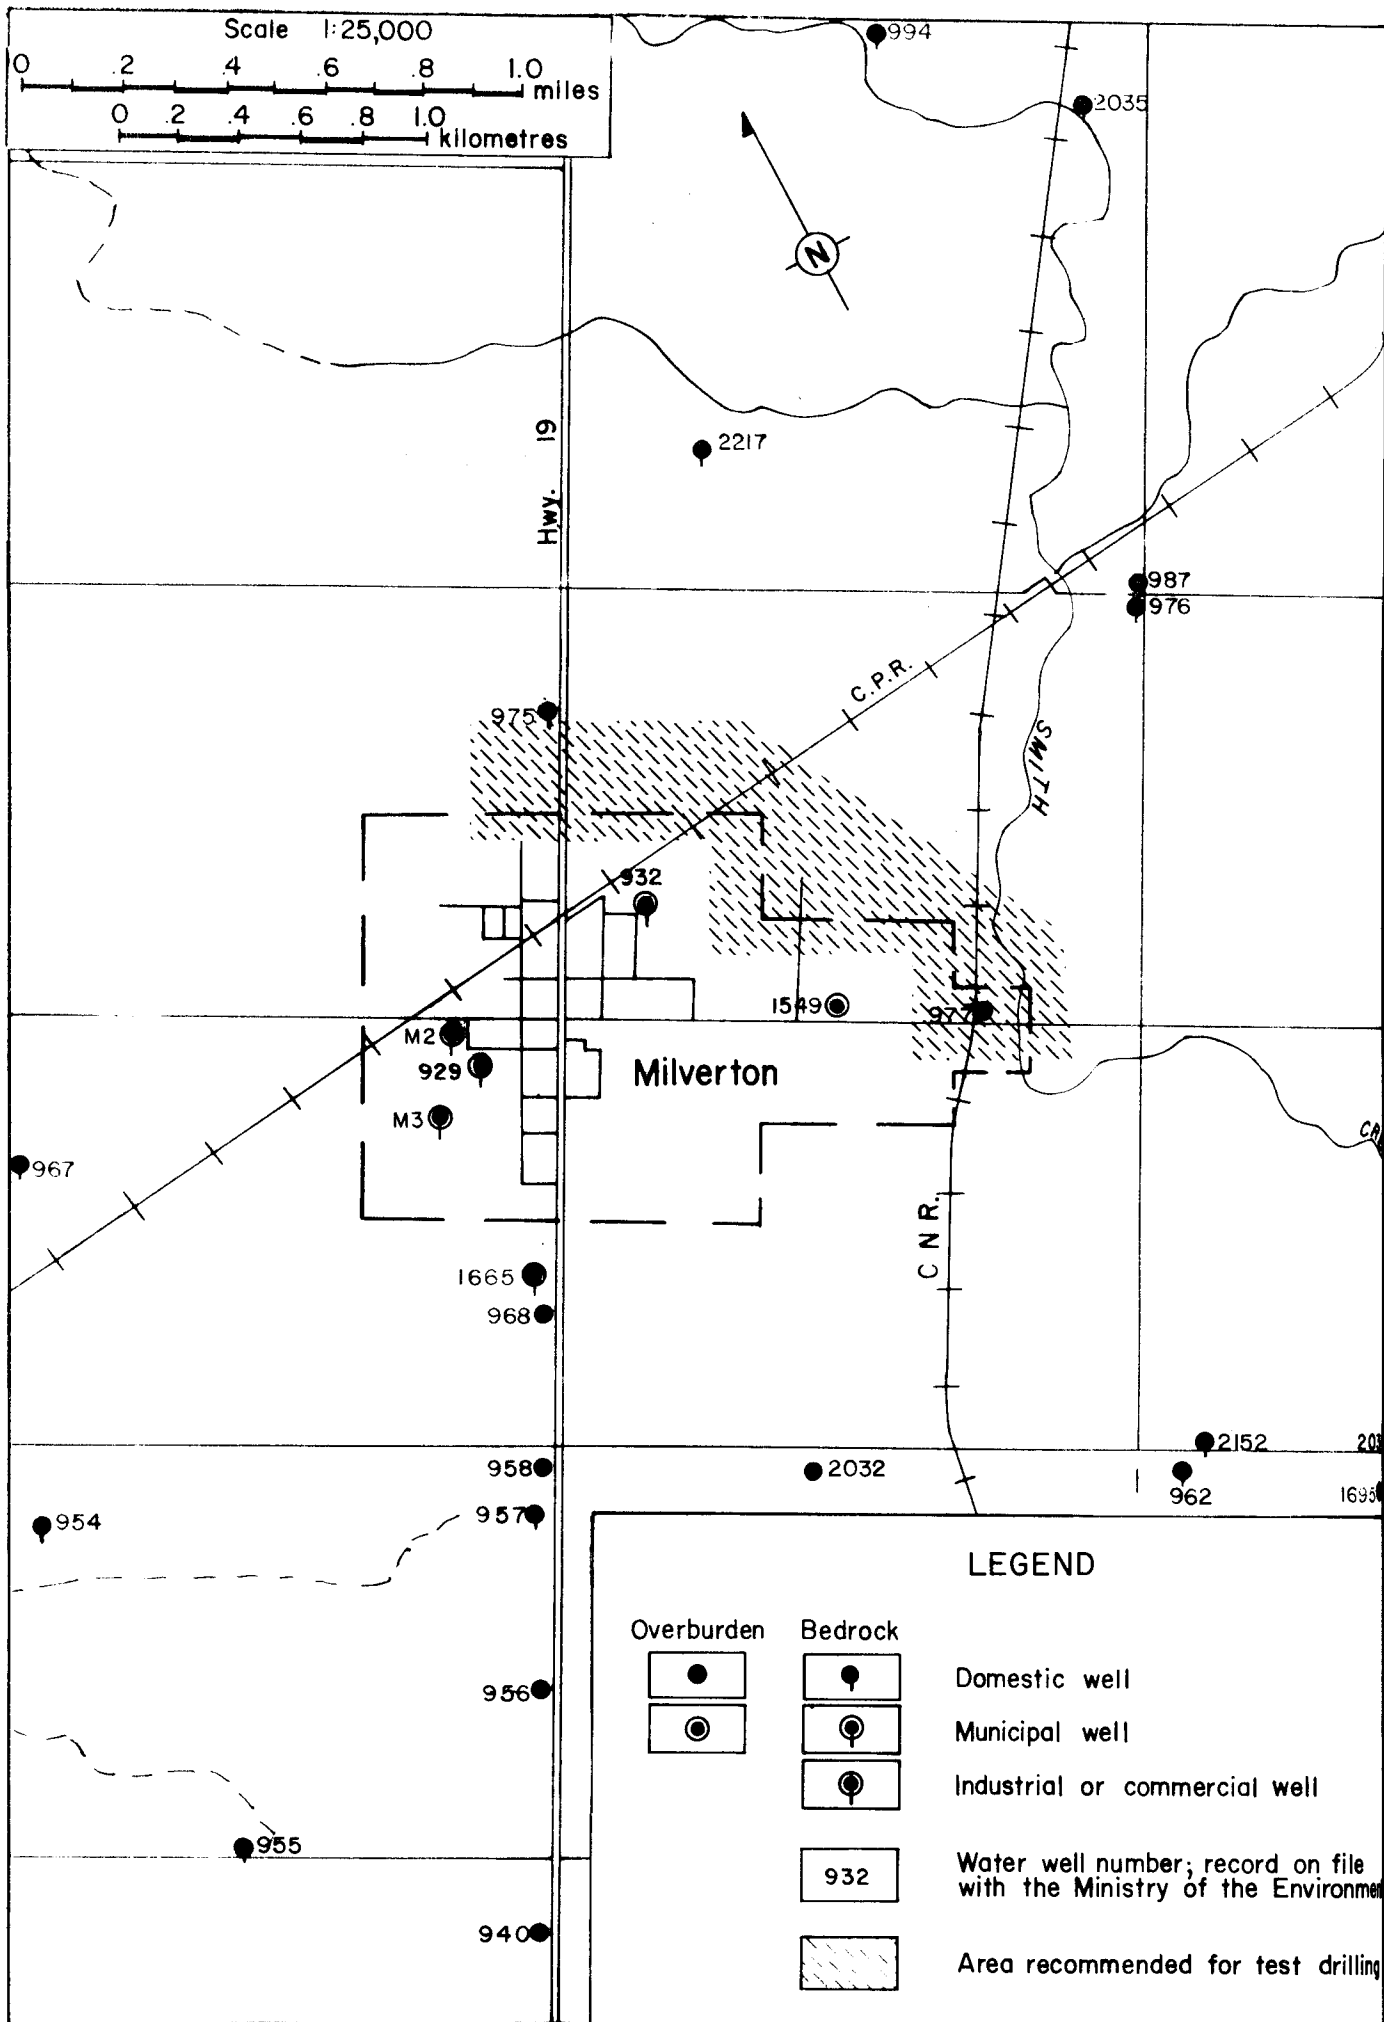 Scale 1:25,000
0 .2 .4 .6 .8 1.0
miles
0 .2 .4 .6 .8 1.0
kilometres
994
2035
N
Hwy. 19
2217
987
976
C.P.R.
975
SMITH
932
1549
977
M2
929
Milverton
M3
967
C N R.
1665
968
958
2032
2152
962
1695
954
957
956
955
940
LEGEND
Overburden Bedrock
Domestic well
Municipal well
Industrial or commercial well
932
Water well number; record on file
with the Ministry of the
Area recommended for test drilling